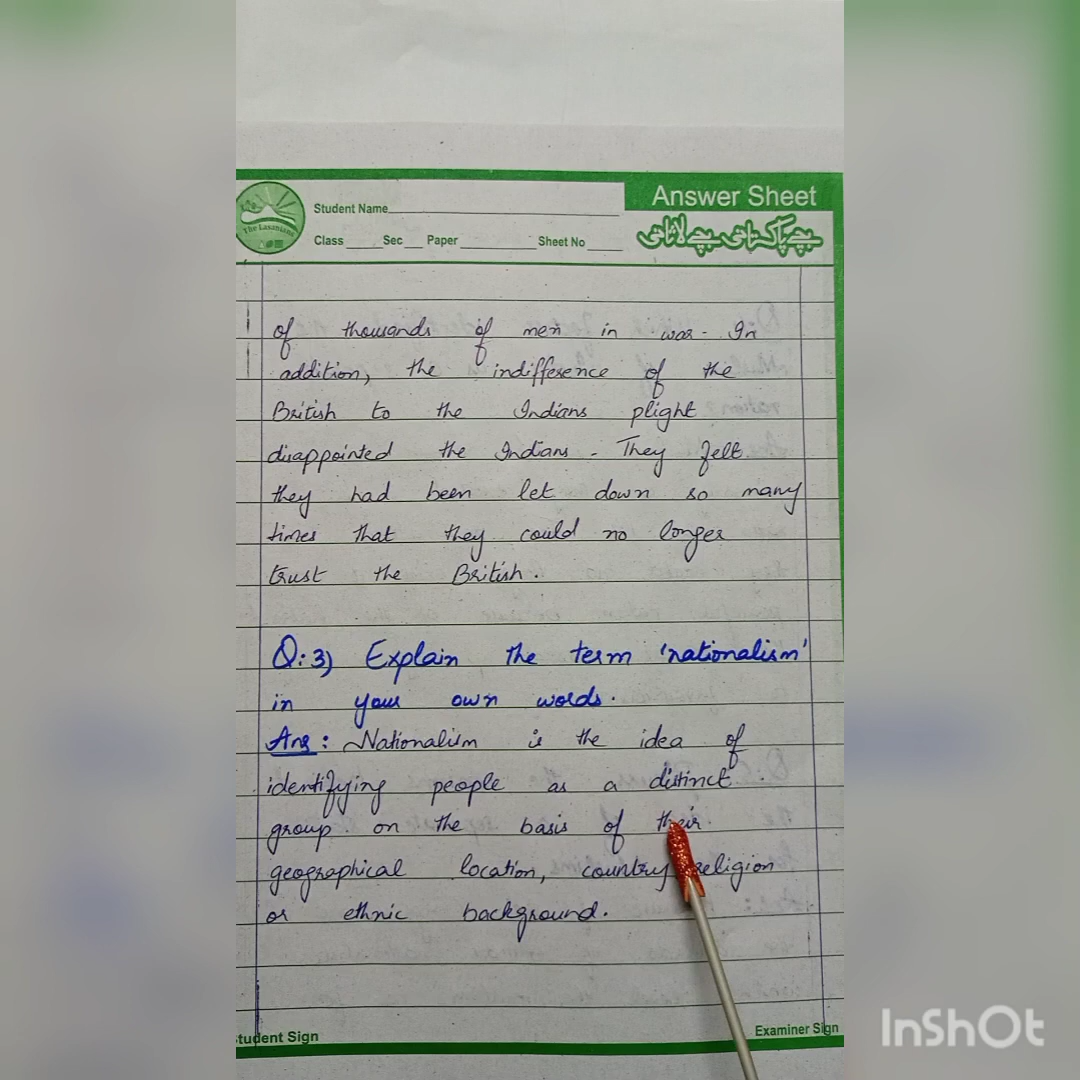 Answer Sheet
The Lasanians
Student Name
بچے پاکستانی بچے لاثانی
Class Sec Paper Sheet No
of thousands of men in war. In
addition, the indifference of the
British to the Indians plight
disappointed the Indians. They felt
they had been let down so many
times that they could no longer
trust the British.
Q:3) Explain the term 'nationalism'
in your own words.
Ans: Nationalism is the idea of
identifying people as a distinct
group on the basis of their
geographical location, country religion
or ethnic background.
tudent Sign
Examiner Sign
InShOt